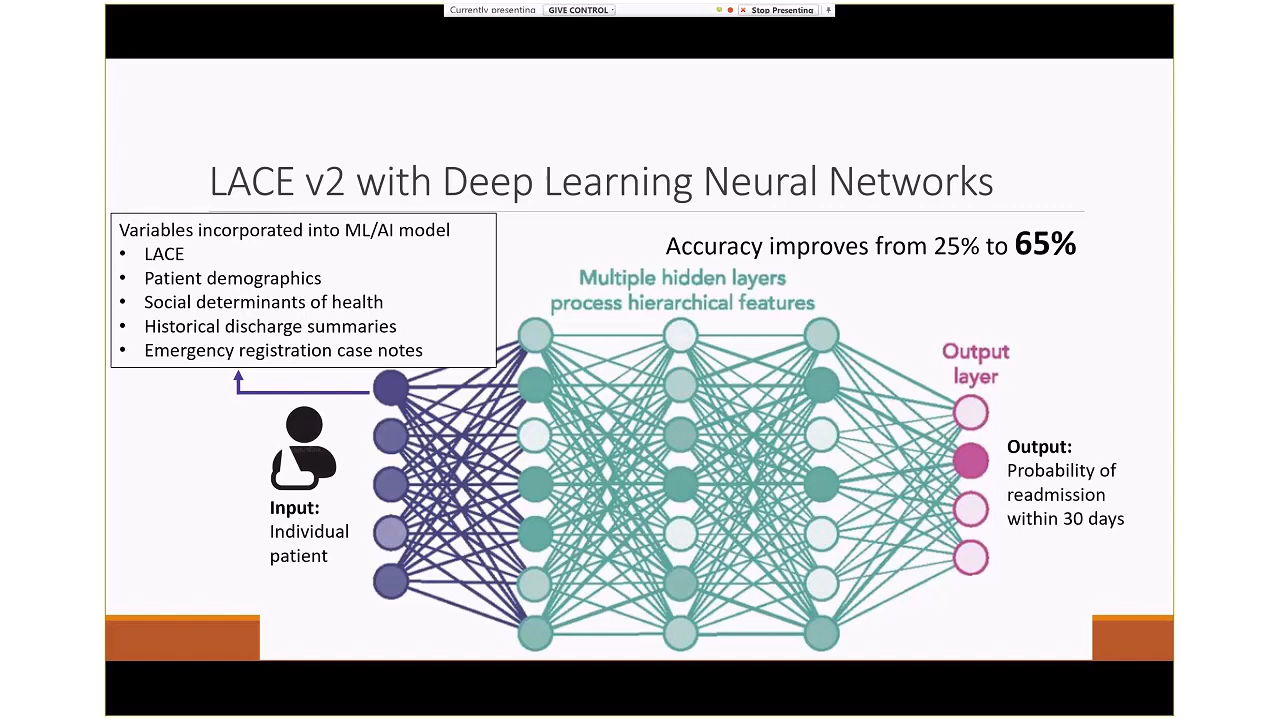 Currently presenting GIVE CONTROL Stop Presenting
LACE v2 with Deep Learning Neural Networks
Variables incorporated into ML/AI model
• LACE
• Patient demographics
• Social determinants of health
• Historical discharge summaries
• Emergency registration case notes
Accuracy improves from 25% to 65%
Multiple hidden layers
process hierarchical features
Output
layer
Input:
Individual
patient
Output:
Probability of
readmission
within 30 days